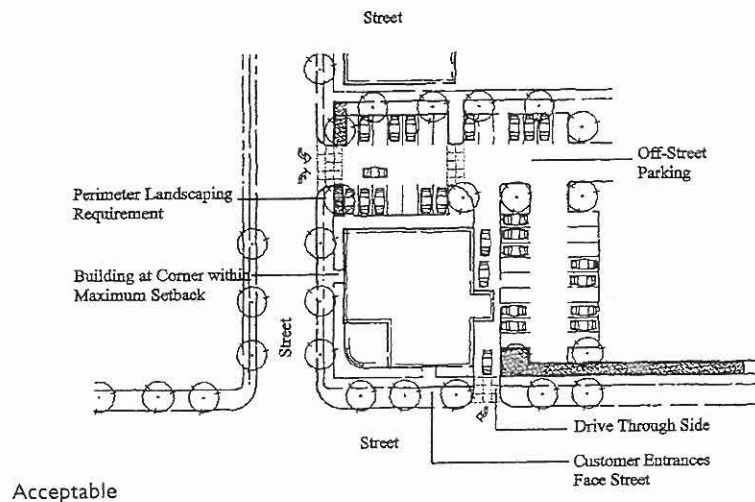 Street
Off-Street
Parking
Perimeter Landscaping
Requirement
Building at Corner within
Maximum Setback
Street
Street
Drive Through Side
Customer Entrances
Face Street
Acceptable